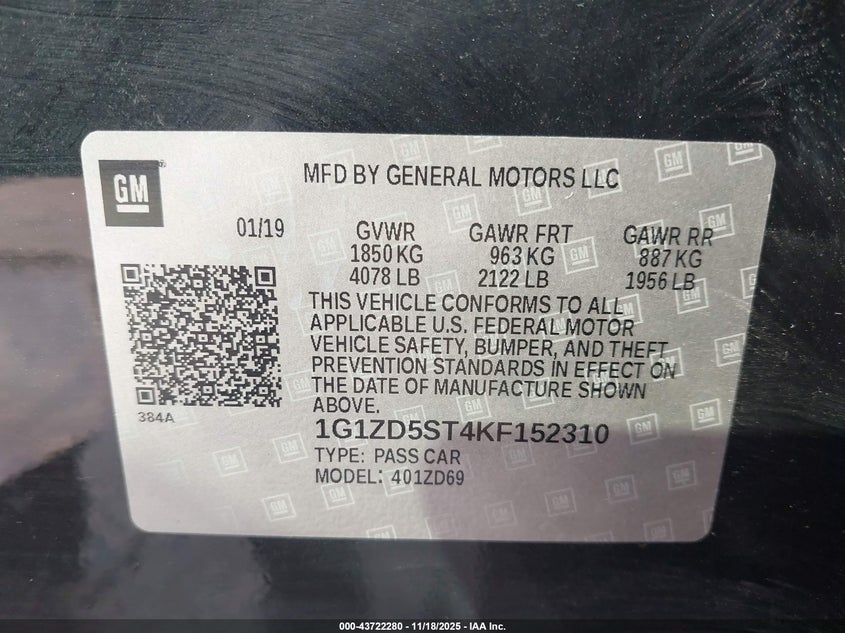 GM
MFD BY GENERAL MOTORS LLC
01/19
GVWR
1850 KG
4078 LB
GAWR FRT
963 KG
2122 LB
GAWR RR
887 KG
1956 LB
THIS VEHICLE CONFORMS TO ALL
APPLICABLE U.S. FEDERAL MOTOR
VEHICLE SAFETY, BUMPER, AND THEFT
PREVENTION STANDARDS IN EFFECT ON
THE DATE OF MANUFACTURE SHOWN
ABOVE.
384A
1G1ZD5ST4KF152310
TYPE: PASS CAR
MODEL: 401ZD69
000-43722280 - 11/18/2025 - IAA Inc.